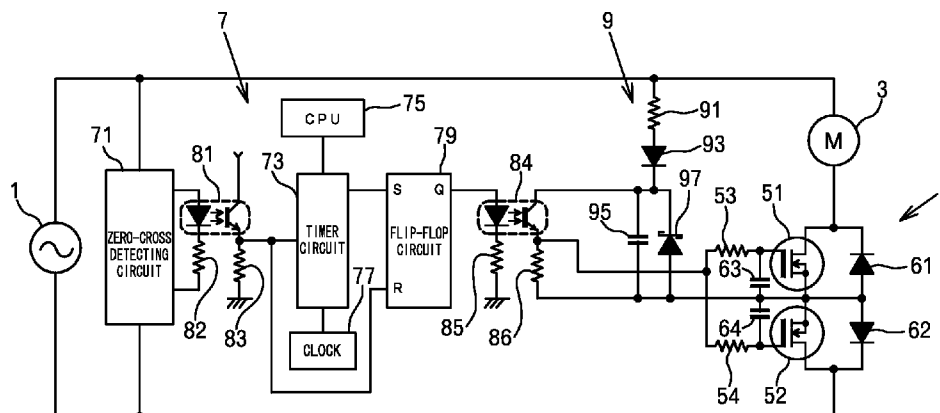 7
9
3
75
CPU
91
M
71
81
79
84
93
97
51
1
73
S
Q
95
53
ZERO-CROSS
DETECTING
CIRCUIT
TIMER
CIRCUIT
FLIP-FLOP
CIRCUIT
63
61
77
R
82
83
CLOCK
85
86
64
62
54
52